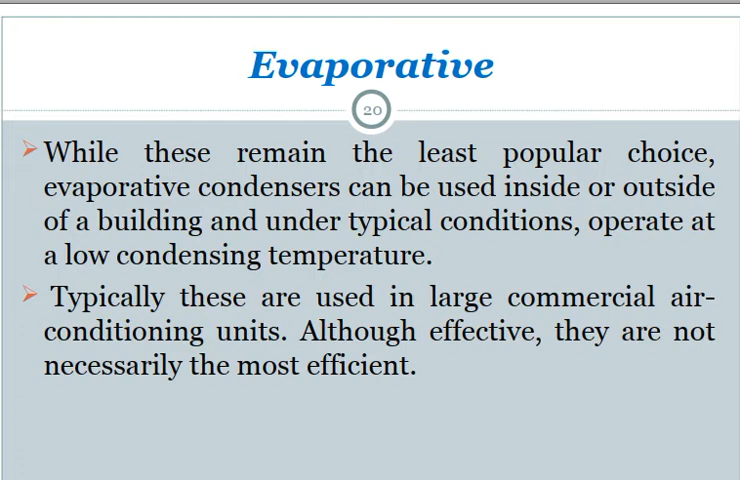 Evaporative
20
While these remain the least popular choice,
evaporative condensers can be used inside or outside
of a building and under typical conditions, operate at
a low condensing temperature.
Typically these are used in large commercial air-
conditioning units. Although effective, they are not
necessarily the most efficient.